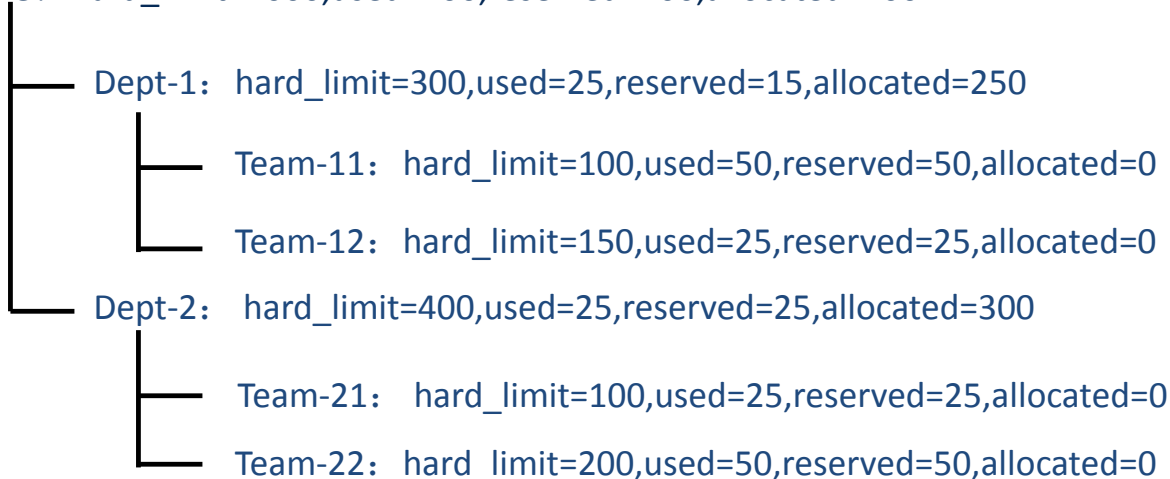 Dept-1： hard_limit=300,used=25,reserved=15,allocated=250
Team-11： hard_limit=100,used=50,reserved=50,allocated=0
Team-12： hard_limit=150,used=25,reserved=25,allocated=0
Dept-2： hard_limit=400,used=25,reserved=25,allocated=300
Team-21： hard_limit=100,used=25,reserved=25,allocated=0
Team-22： hard_limit=200,used=50,reserved=50,allocated=0